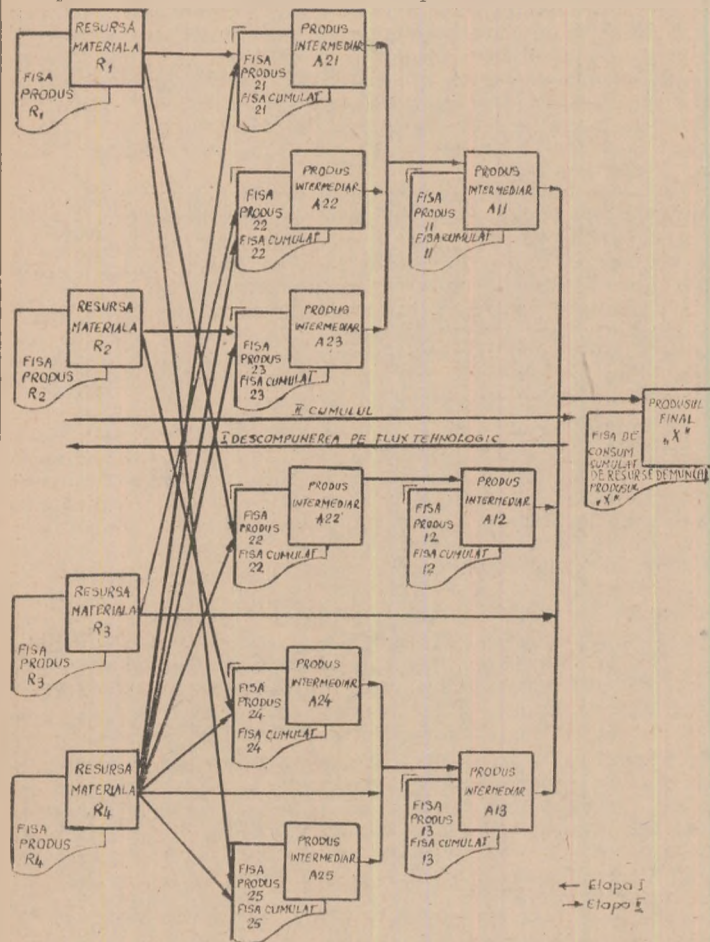 RESURSA
MATERIALA
R1
FISA
PRODUS
R1
PRODUS
INTERMEDIAR
A21
FISA
PRODUS
21
FISA CUMULAT
21
PRODUS
INTERMEDIAR
A22
FISA
PRODUS
22
FISA CUMULAT
22
PRODUS
INTERMEDIAR
A11
FISA
PRODUS
11
FISA CUMULAT
11
RESURSA
MATERIALA
R2
FISA
PRODUS
R2
PRODUS
INTERMEDIAR
A23
FISA
PRODUS
23
FISA CUMULAT
23
II CUMULUL
I DESCOMPUNEREA PE FLUX TEHNOLOGIC
PRODUSUL
FINAL
„X"
FISA DE
CONSUM
CUMULAT
DE RESURSE DE MUNCA
PRODUSUL
„X"
PRODUS
INTERMEDIAR
A22
FISA
PRODUS
22
FISA CUMULAT
22
PRODUS
INTERMEDIAR
A12
FISA
PRODUS
12
FISA CUMULAT
12
RESURSA
MATERIALA
R3
FISA
PRODUS
R3
PRODUS
INTERMEDIAR
A24
FISA
PRODUS
24
FISA CUMULAT
24
RESURSA
MATERIALA
R4
FISA
PRODUS
R4
PRODUS
INTERMEDIAR
A13
FISA
PRODUS
13
FISA CUMULAT
13
PRODUS
INTERMEDIAR
A25
FISA
PRODUS
25
FISA CUMULAT
25
← Etapa I
→ Etapa II